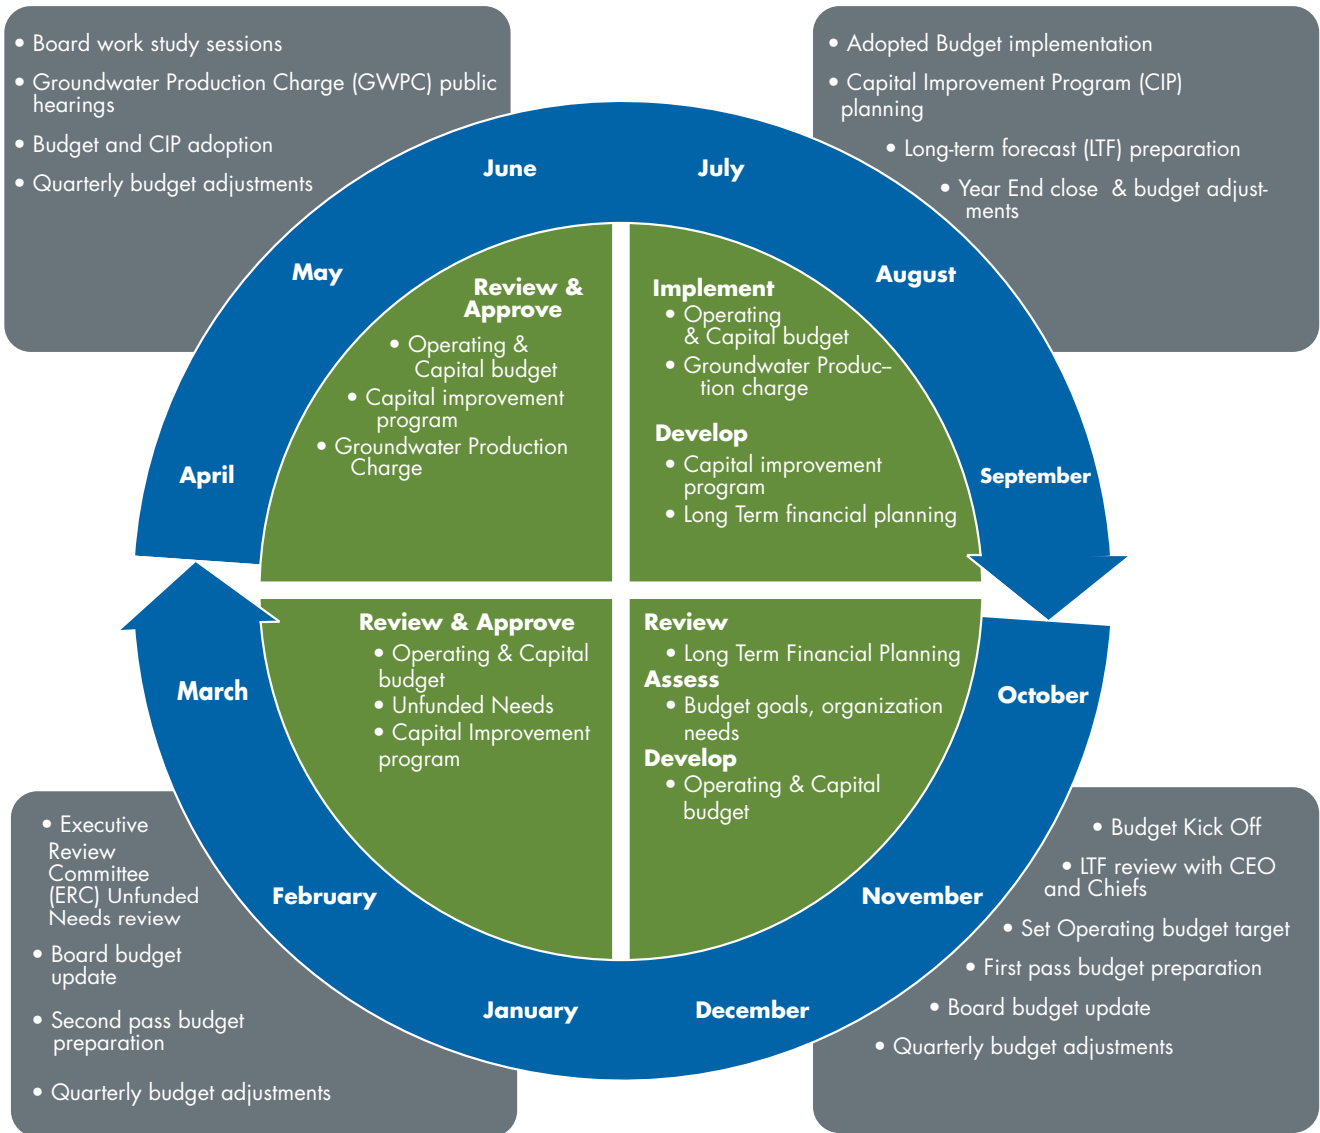 • Board work study sessions
• Groundwater Production Charge (GWPC) public
hearings
• Budget and CIP adoption
• Quarterly budget adjustments
• Adopted Budget implementation
• Capital Improvement Program (CIP)
planning
• Long-term forecast (LTF) preparation
• Year End close & budget adjust-
ments
June
July
May
August
April
September
Review &
Approve
• Operating &
Capital budget
• Capital improvement
program
• Groundwater Production
Charge
Implement
• Operating
& Capital budget
• Groundwater Produc–
tion charge
Develop
• Capital improvement
program
• Long Term financial planning
Review & Approve
• Operating & Capital
budget
• Unfunded Needs
• Capital Improvement
program
Review
• Long Term Financial Planning
Assess
• Budget goals, organization
needs
Develop
• Operating & Capital
budget
March
October
February
November
January
December
• Executive
Review
Committee
(ERC) Unfunded
Needs review
• Board budget
update
• Second pass budget
preparation
• Quarterly budget adjustments
• Budget Kick Off
• LTF review with CEO
and Chiefs
• Set Operating budget target
• First pass budget preparation
• Board budget update
• Quarterly budget adjustments